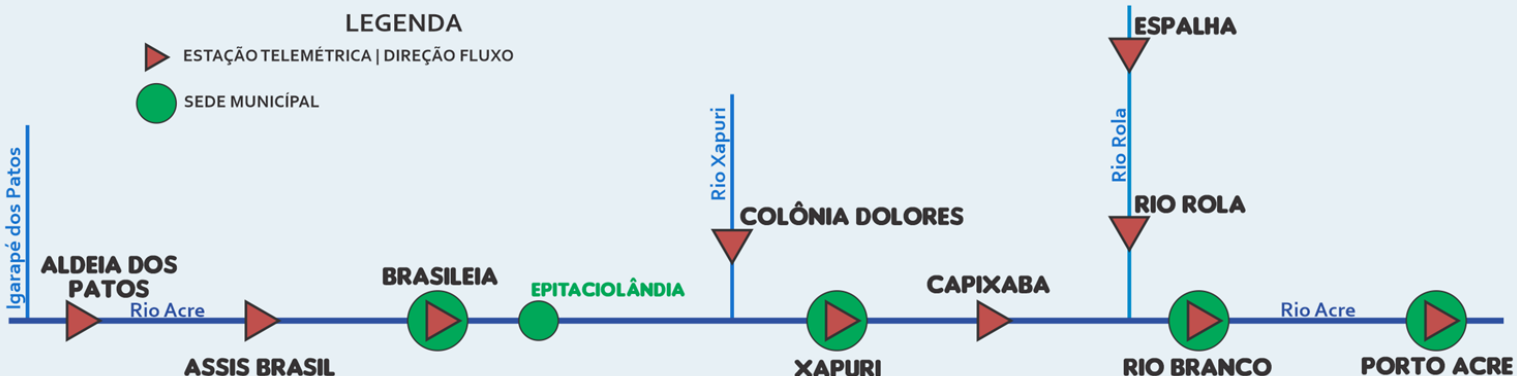 LEGENDA
ESTAÇÃO TELEMÉTRICA | DIREÇÃO FLUXO
SEDE MUNICÍPAL
ESPALHA
Rio Rola
RIO ROLA
Rio Xapuri
COLÔNIA DOLORES
Igarapé dos Patos
ALDEIA DOS
PATOS
Rio Acre
ASSIS BRASIL
BRASILEIA
EPITACIOLÂNDIA
XAPURI
CAPIXABA
RIO BRANCO
Rio Acre
PORTO ACRE